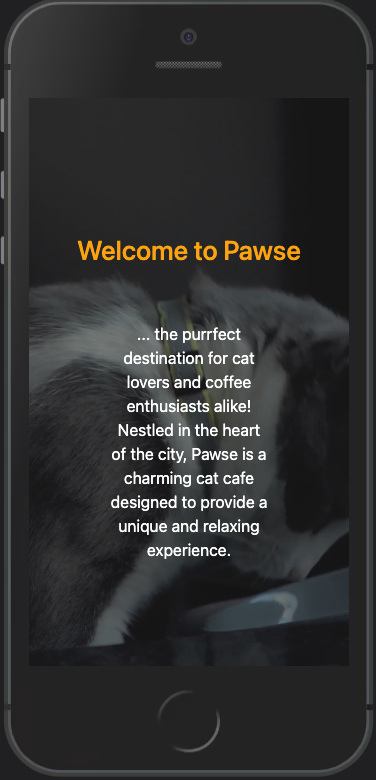 Welcome to Pawse
... the purrfect
destination for cat
lovers and coffee
enthusiasts alike!
Nestled in the heart
of the city, Pawse is a
charming cat cafe
designed to provide a
unique and relaxing
experience.